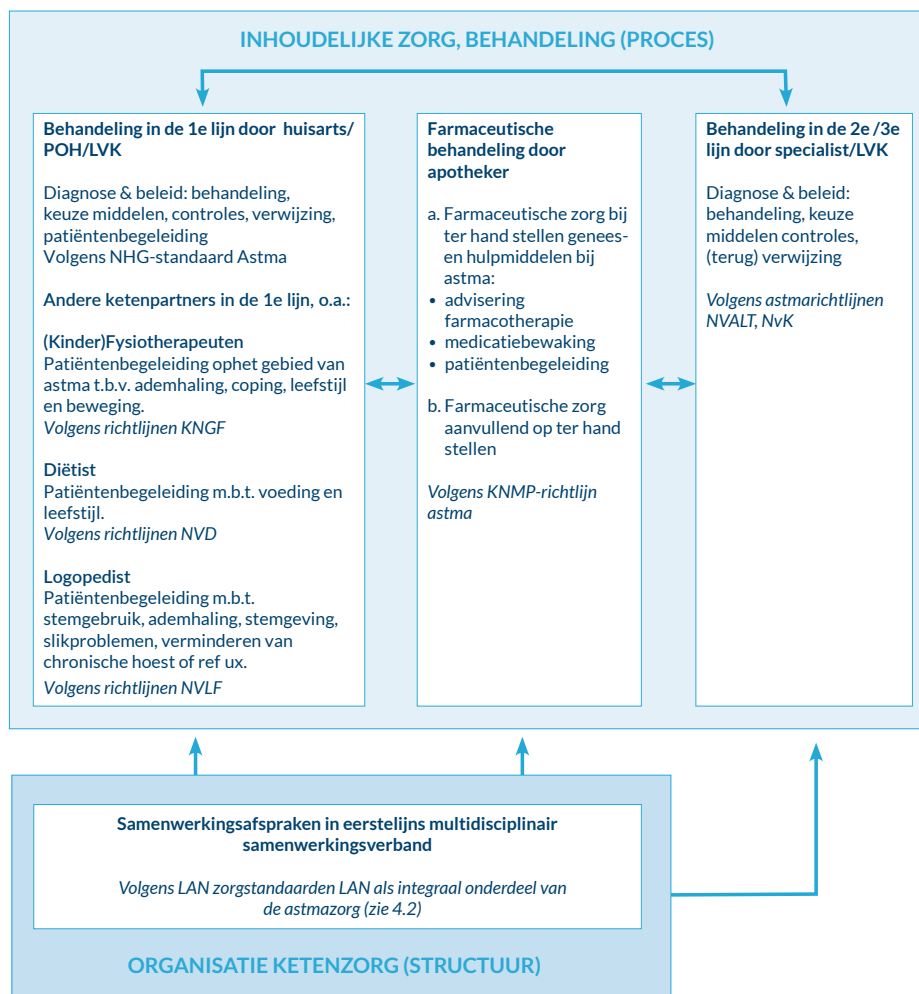 INHOUDELIJKE ZORG, BEHANDELING (PROCES)
Behandeling in de 1e lijn door huisarts/
POH/LVK
Diagnose & beleid: behandeling,
keuze middelen, controles, verwijzing,
patiëntenbegeleiding
Volgens NHG-standaard Astma
Andere ketenpartners in de 1e lijn, o.a.:
(Kinder)Fysiotherapeuten
Patiëntenbegeleiding ophet gebied van
astma t.b.v. ademhaling, coping, leefstijl
en beweging.
Volgens richtlijnen KNGF
Diëtist
Patiëntenbegeleiding m.b.t. voeding en
leefstijl.
Volgens richtlijnen NVD
Logopedist
Patiëntenbegeleiding m.b.t.
stemgebruik, ademhaling, stemgeving,
slikproblemen, verminderen van
chronische hoest of ref ux.
Volgens richtlijnen NVLF
Farmaceutische
behandeling door
apotheker
a. Farmaceutische zorg bij
ter hand stellen genees-
en hulpmiddelen bij
astma:
• advisering
farmacotherapie
• medicatiebewaking
• patiëntenbegeleiding
b. Farmaceutische zorg
aanvullend op ter hand
stellen
Volgens KNMP-richtlijn
astma
Behandeling in de 2e /3e
lijn door specialist/LVK
Diagnose & beleid:
behandeling, keuze
middelen controles,
(terug) verwijzing
Volgens astmarichtlijnen
NVALT, NvK
Samenwerkingsafspraken in eerstelijns multidisciplinair
samenwerkingsverband
Volgens LAN zorgstandaarden LAN als integraal onderdeel van
de astmazorg (zie 4.2)
ORGANISATIE KETENZORG (STRUCTUUR)